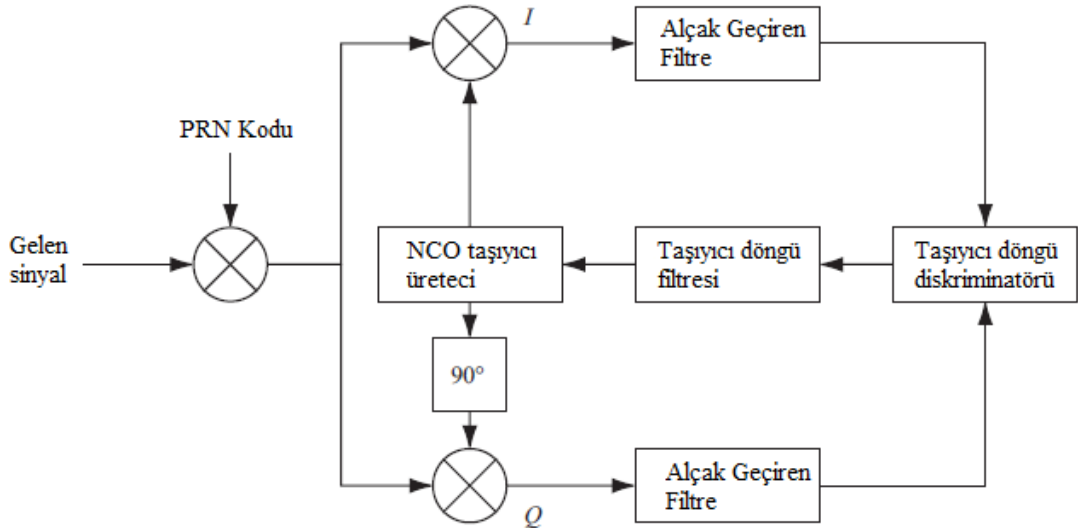 I
Alçak Geçiren
Filtre
PRN Kodu
Gelen
sinyal
NCO taşıyıcı
üreteci
Taşıyıcı döngü
filtresi
Taşıyıcı döngü
diskriminatörü
90°
Alçak Geçiren
Filtre
Q